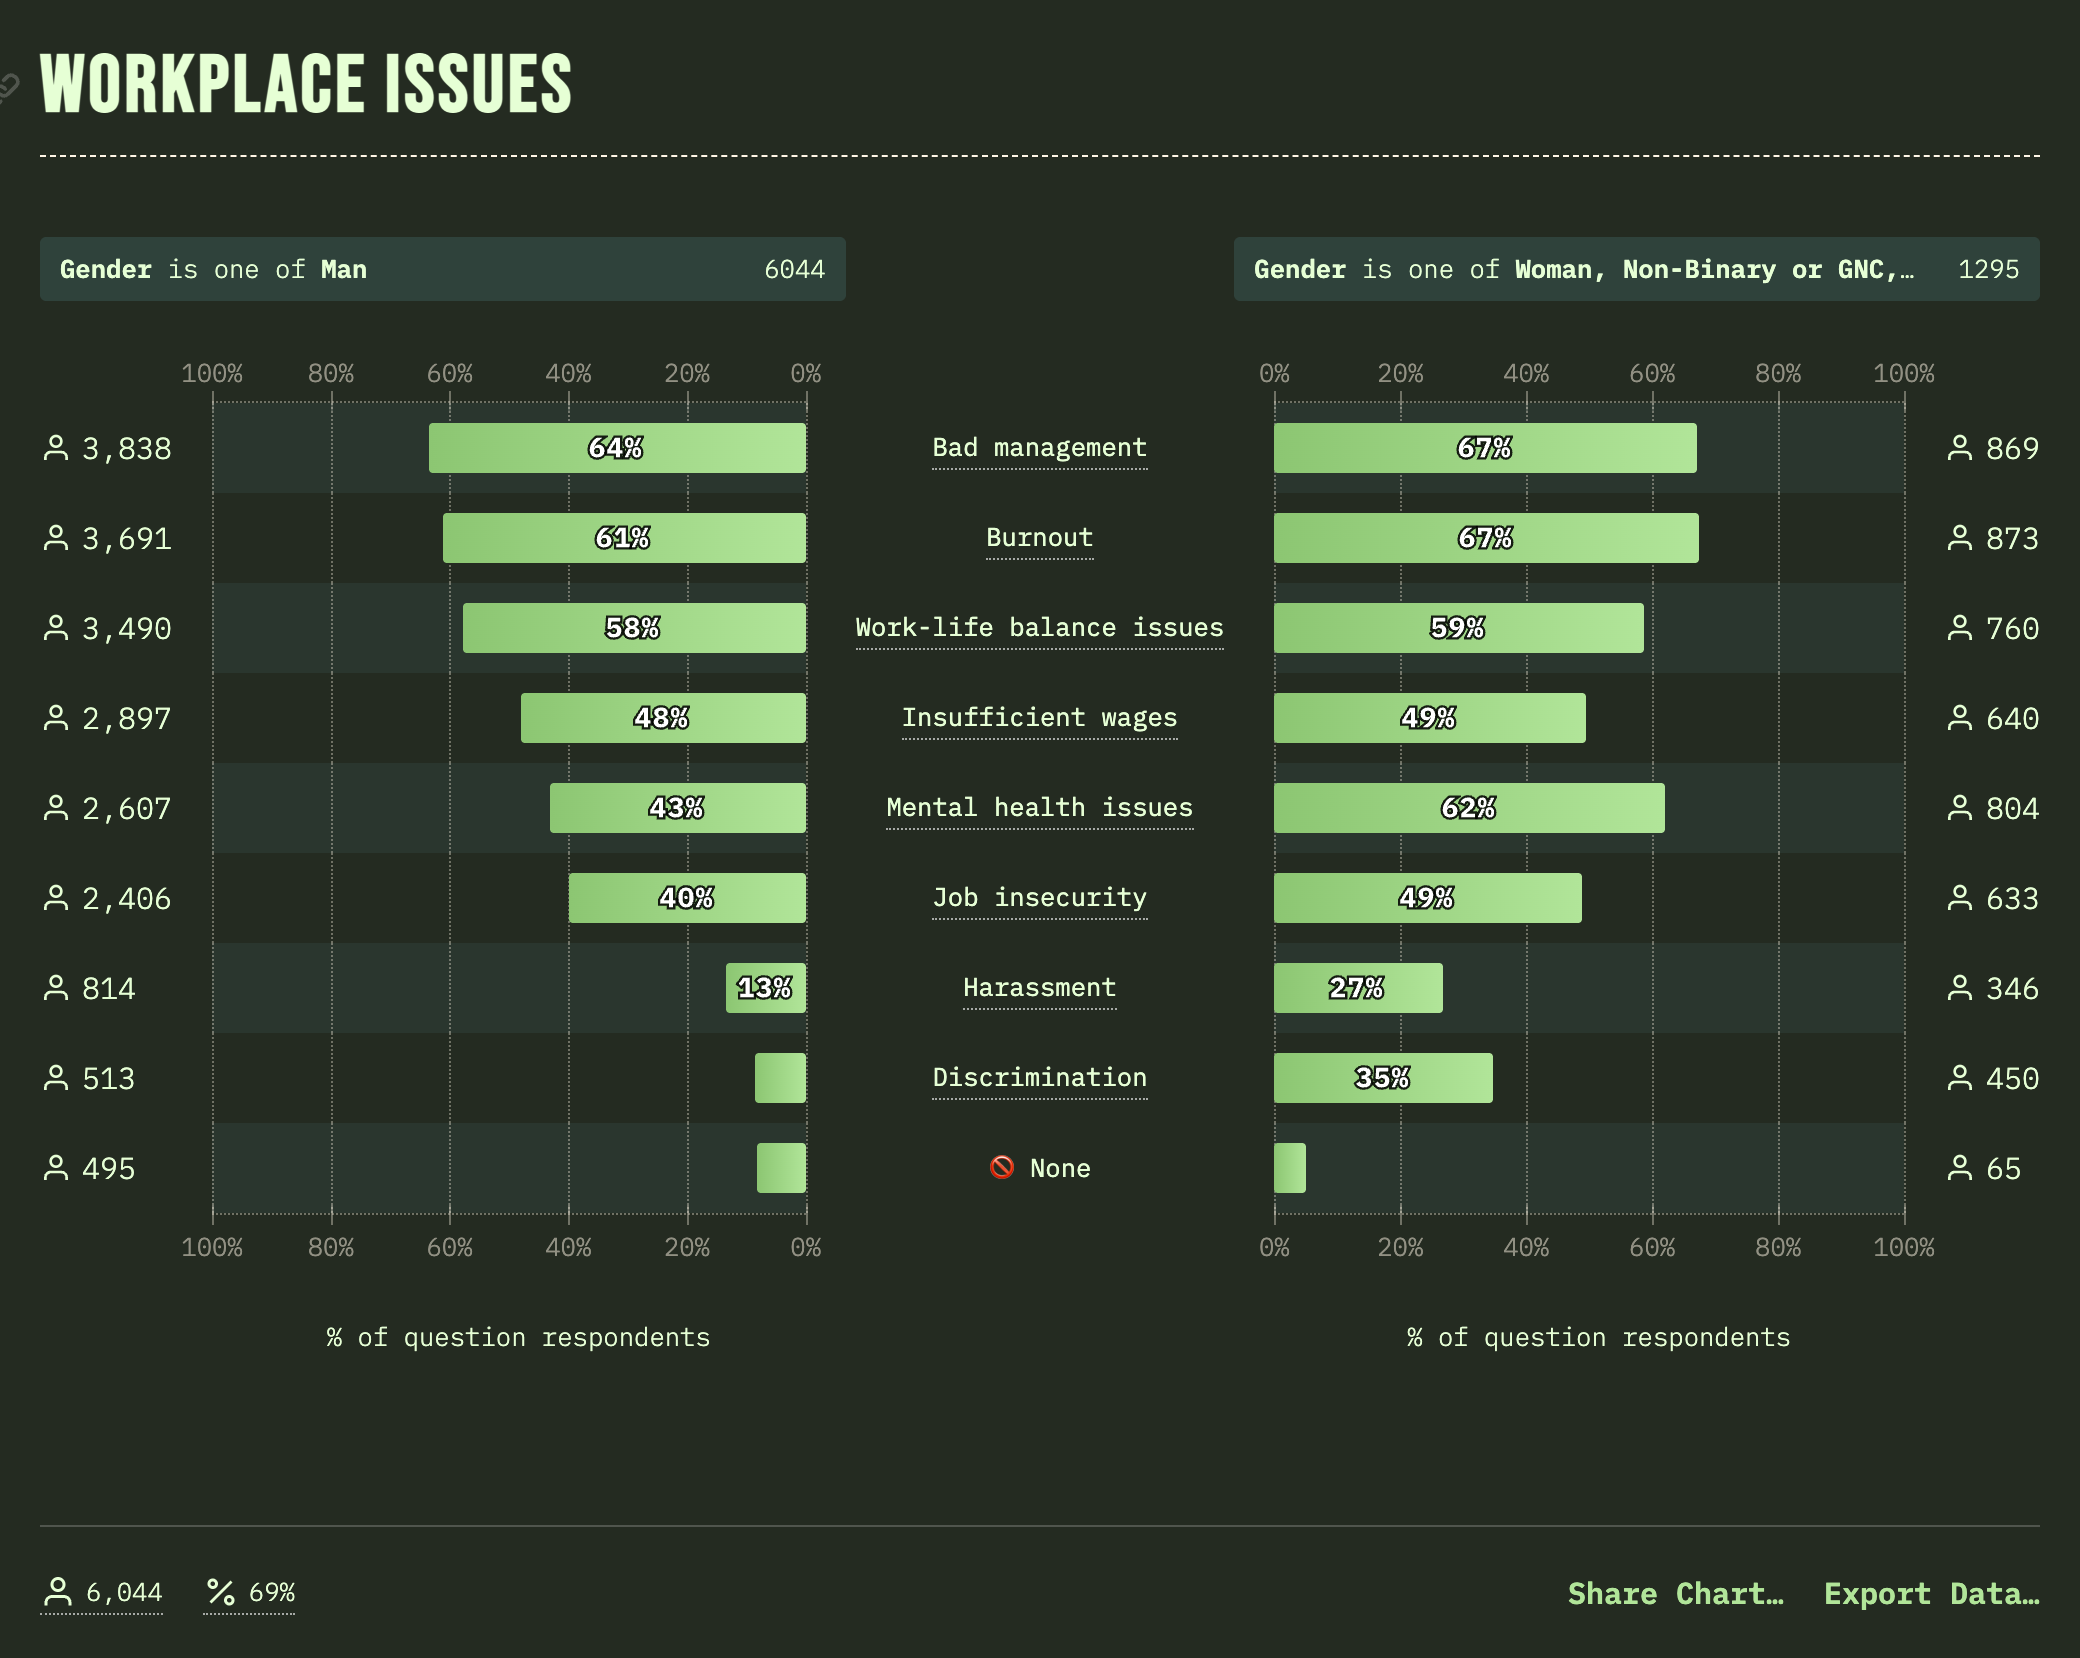 WORKPLACE ISSUES
Gender is one of Man 6044
Gender is one of Woman, Non-Binary or GNC,… 1295
100% 80% 60% 40% 20% 0%
0% 20% 40% 60% 80% 100%
3,838 64% Bad management 67% 869
3,691 61% Burnout 67% 873
3,490 58% Work-life balance issues 59% 760
2,897 48% Insufficient wages 49% 640
2,607 43% Mental health issues 62% 804
2,406 40% Job insecurity 49% 633
814 13% Harassment 27% 346
513 Discrimination 35% 450
495 None 65
100% 80% 60% 40% 20% 0%
0% 20% 40% 60% 80% 100%
% of question respondents
% of question respondents
6,044 69%
Share Chart… Export Data…